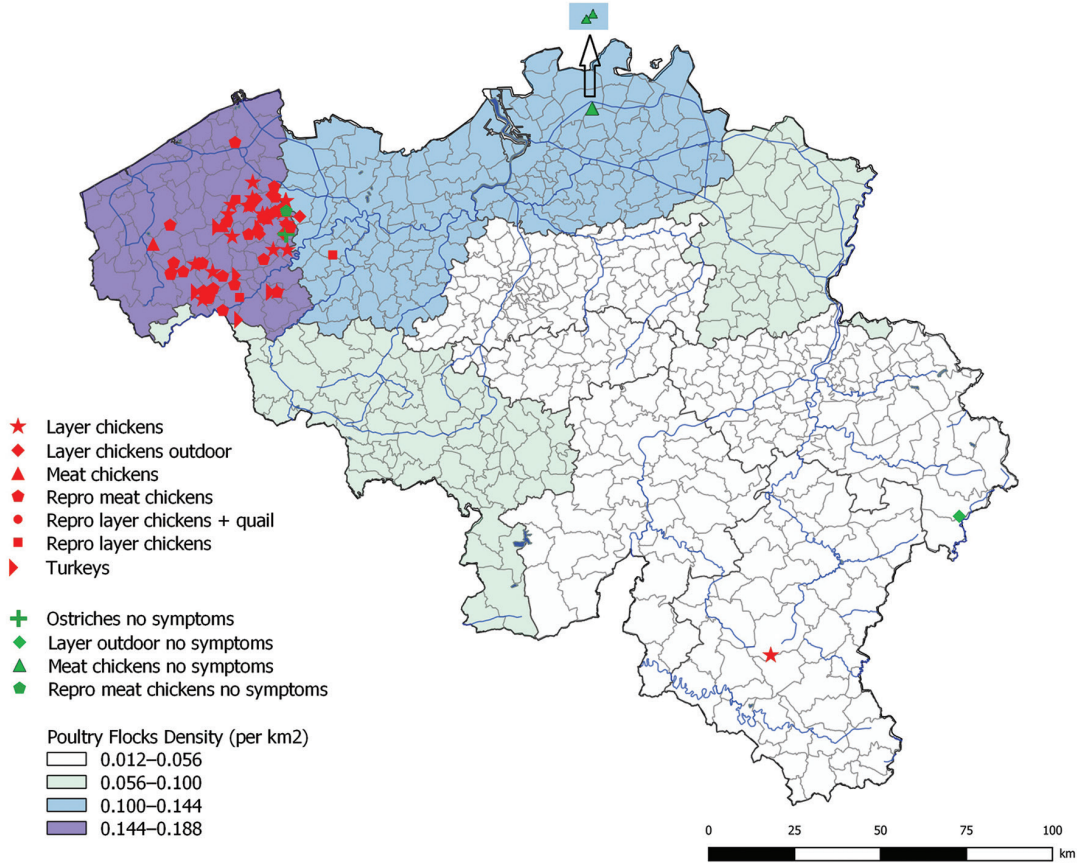 Layer chickens
Layer chickens outdoor
Meat chickens
Repro meat chickens
Repro layer chickens + quail
Repro layer chickens
Turkeys
Ostriches no symptoms
Layer outdoor no symptoms
Meat chickens no symptoms
Repro meat chickens no symptoms
Poultry Flocks Density (per km2)
0.012–0.056
0.056–0.100
0.100–0.144
0.144–0.188
0 25 50 75 100
km